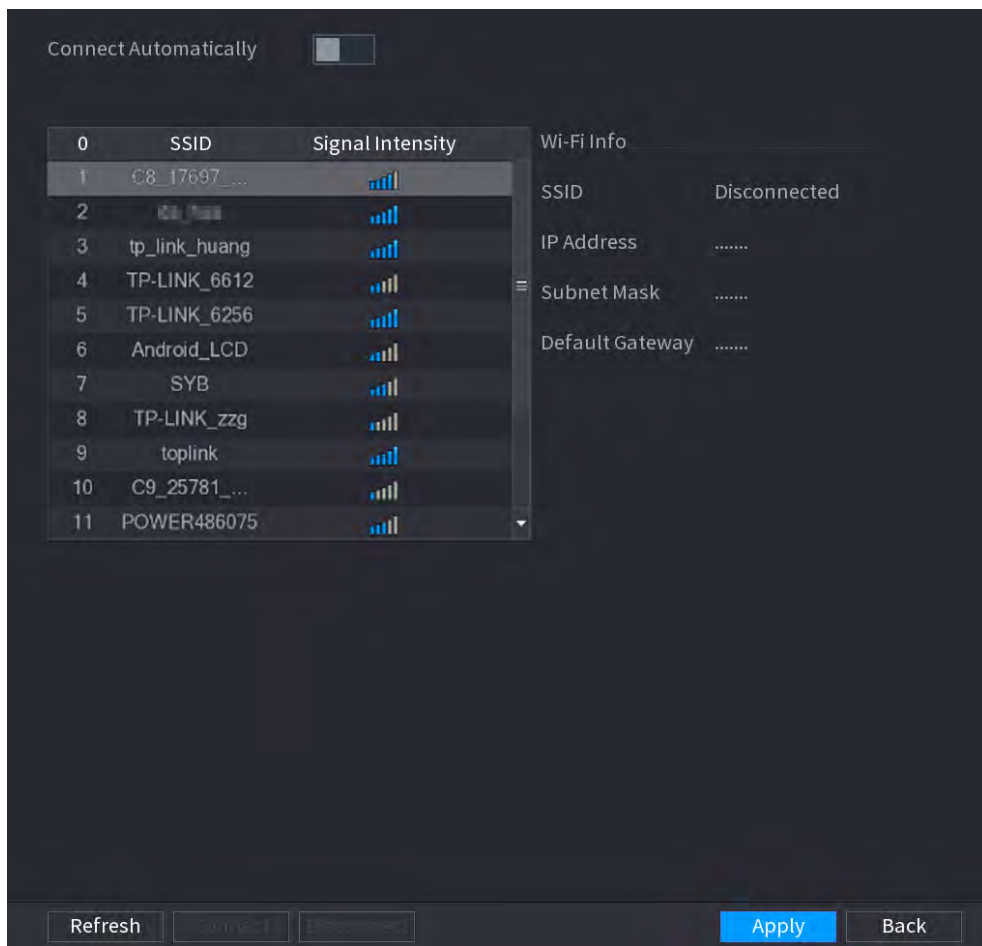 Connect Automatically
0 SSID Signal Intensity
1 C8_17697_...
2
3 tp_link_huang
4 TP-LINK_6612
5 TP-LINK_6256
6 Android_LCD
7 SYB
8 TP-LINK_zzg
9 toplink
10 C9_25781_...
11 POWER486075
Wi-Fi Info
SSID Disconnected
IP Address .......
Subnet Mask .......
Default Gateway .......
Refresh Connect Disconnect Apply Back